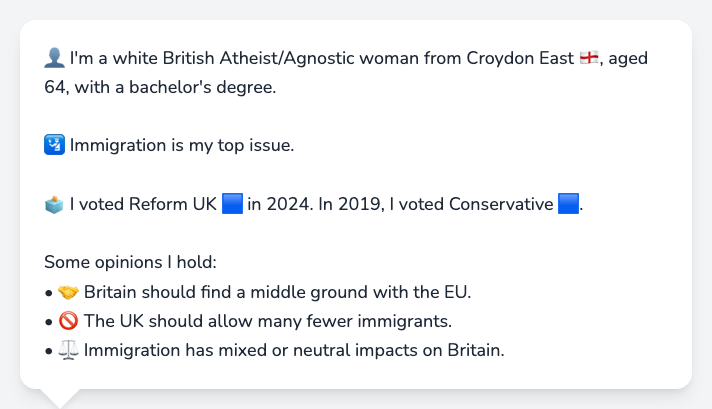 👤 I'm a white British Atheist/Agnostic woman from Croydon East 🏴󠁧󠁢󠁥󠁮󠁧󠁿, aged
64, with a bachelor's degree.
🛂 Immigration is my top issue.
🗳️ I voted Reform UK 🟦 in 2024. In 2019, I voted Conservative 🟦.
Some opinions I hold:
• 🤝 Britain should find a middle ground with the EU.
• 🚫 The UK should allow many fewer immigrants.
• ⚖️ Immigration has mixed or neutral impacts on Britain.